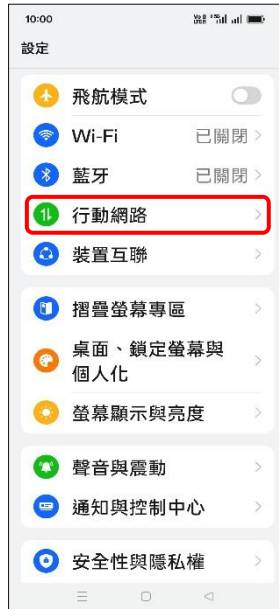 10:00
設定
飛航模式
Wi-Fi 已關閉
藍牙 已關閉
行動網路
裝置互聯
摺疊螢幕專區
桌面、鎖定螢幕與
個人化
螢幕顯示與亮度
聲音與震動
通知與控制中心
安全性與隱私權